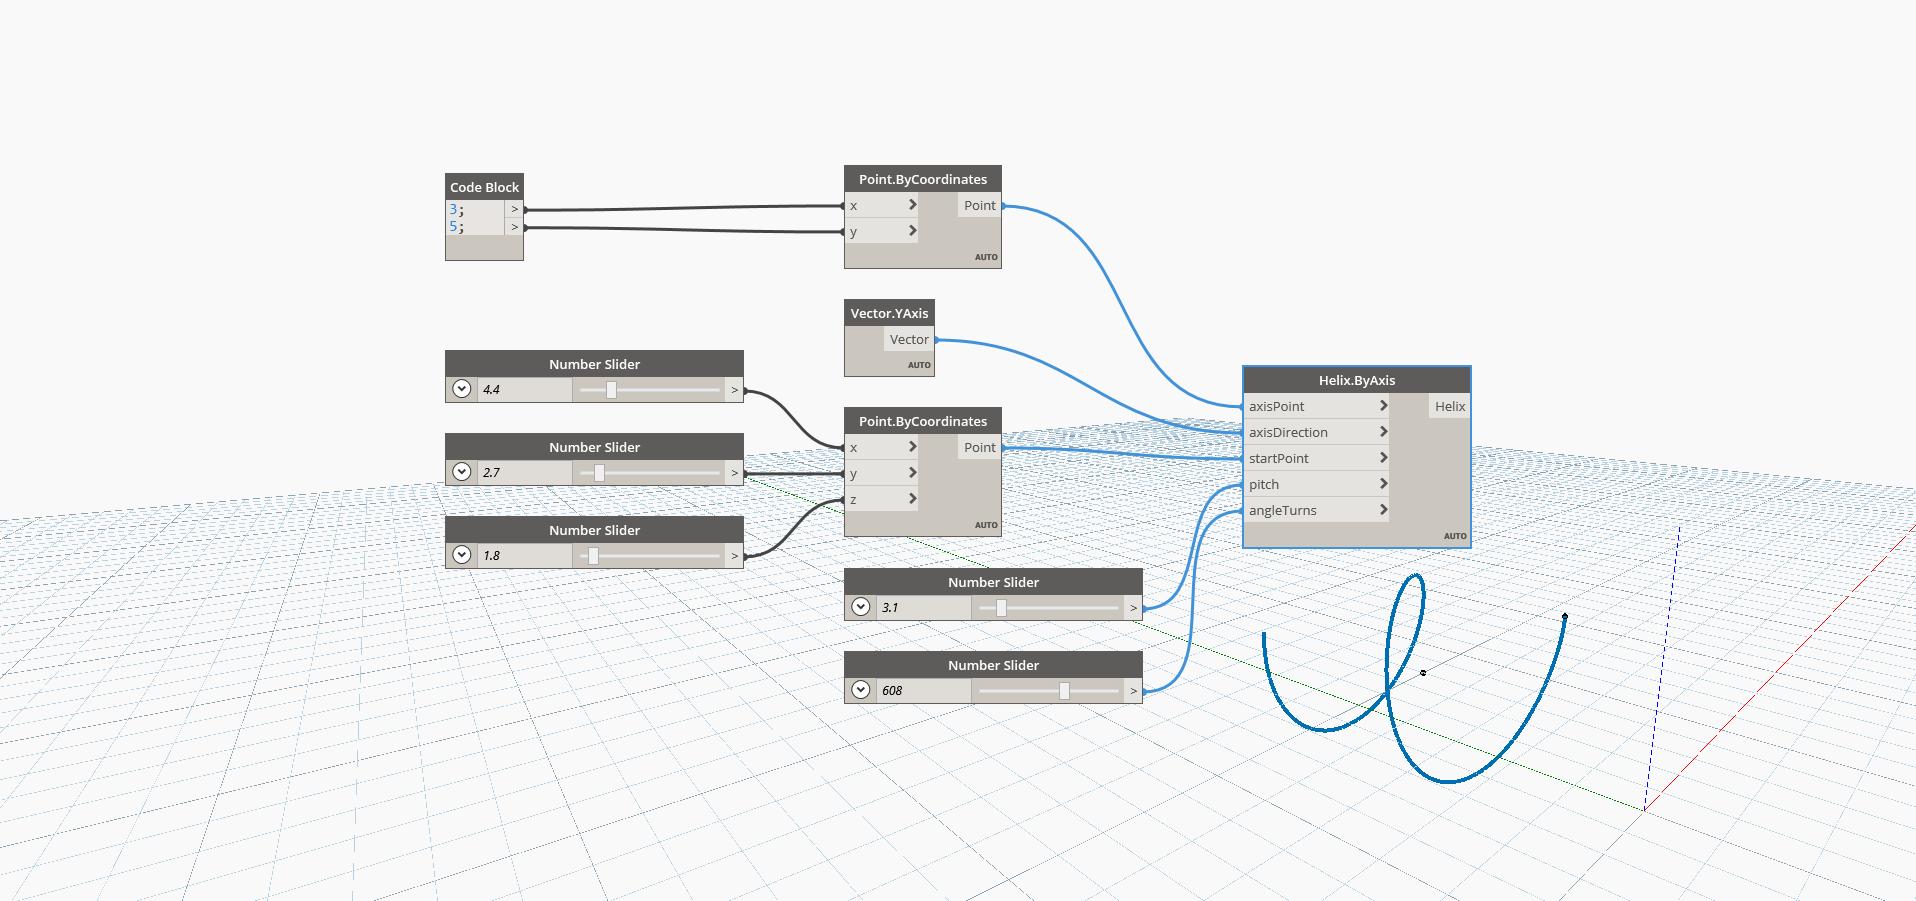 Code Block
3; >
5; >
Point.ByCoordinates
x Point
y
AUTO
Vector.YAxis
Vector
AUTO
Number Slider
4.4 >
Number Slider
2.7 >
Number Slider
1.8 >
Point.ByCoordinates
x Point
y
z
AUTO
Number Slider
3.1 >
Number Slider
608 >
Helix.ByAxis
axisPoint Helix
axisDirection
startPoint
pitch
angleTurns
AUTO